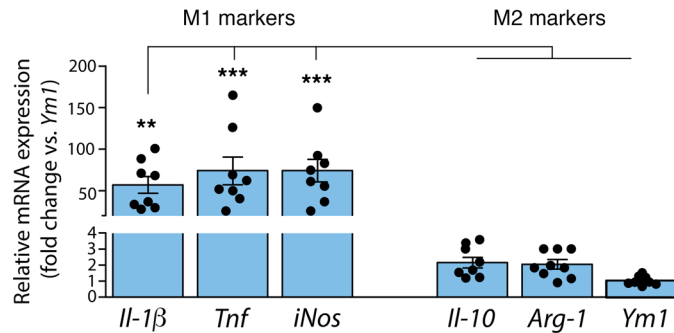 M1 markers
M2 markers
Relative mRNA expression
(fold change vs. Ym1)
200
150
100
50
4
3
2
1
0
**
***
***
Il-1β
Tnf
iNos
Il-10
Arg-1
Ym1